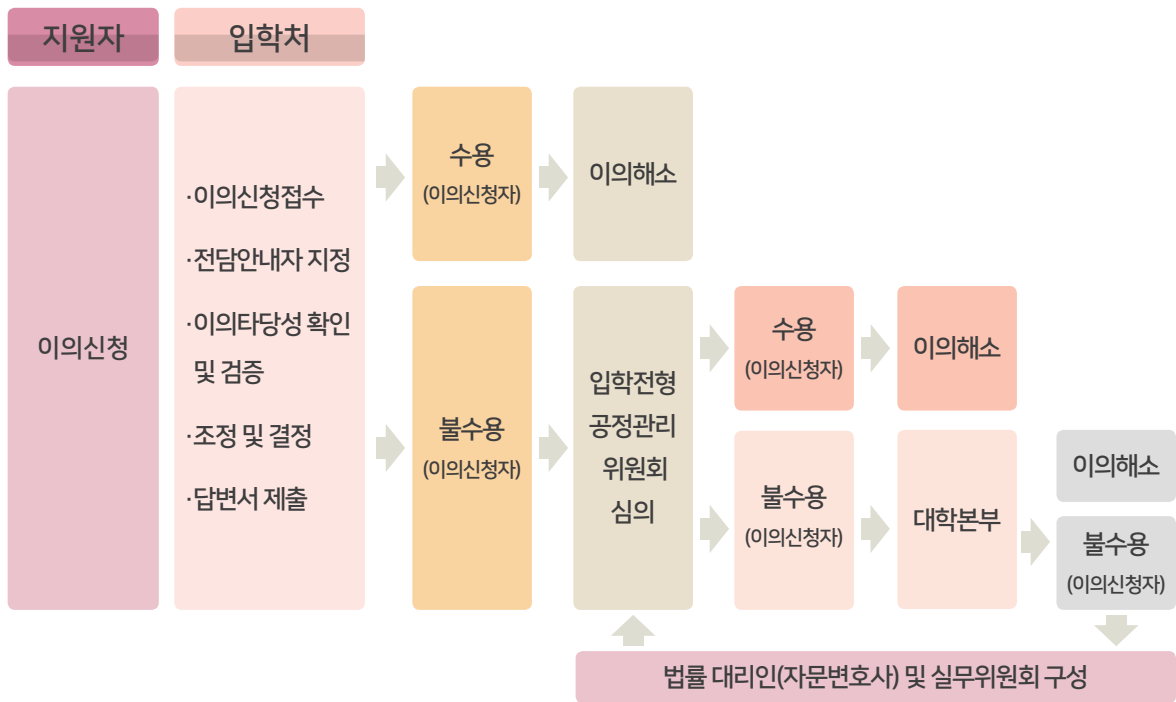 지원자
입학처
이의신청
·이의신청접수
·전담안내자 지정
·이의타당성 확인
및 검증
·조정 및 결정
·답변서 제출
수용
(이의신청자)
이의해소
불수용
(이의신청자)
입학전형
공정관리
위원회
심의
수용
(이의신청자)
이의해소
불수용
(이의신청자)
대학본부
이의해소
불수용
(이의신청자)
법률 대리인(자문변호사) 및 실무위원회 구성